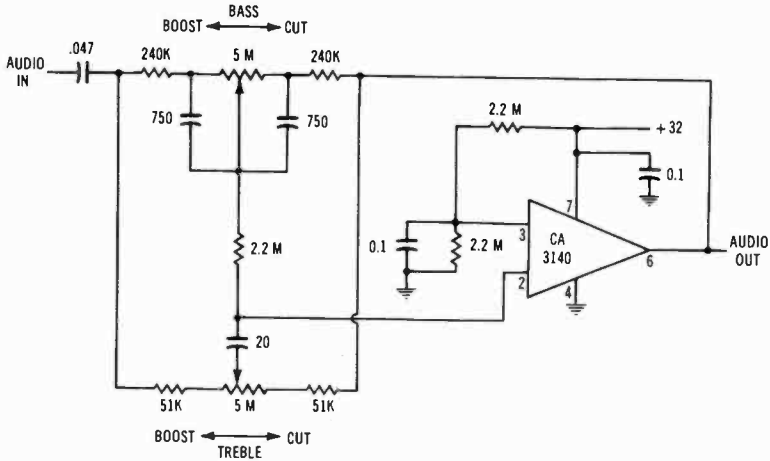 BASS
BOOST CUT
.047 240K 5 M 240K
AUDIO
IN
2.2 M
+ 32
750 750
0.1
7
3
2.2 M
0.1 2.2 M
CA
3140
6
AUDIO
OUT
2
4
20
51K 5 M 51K
BOOST CUT
TREBLE